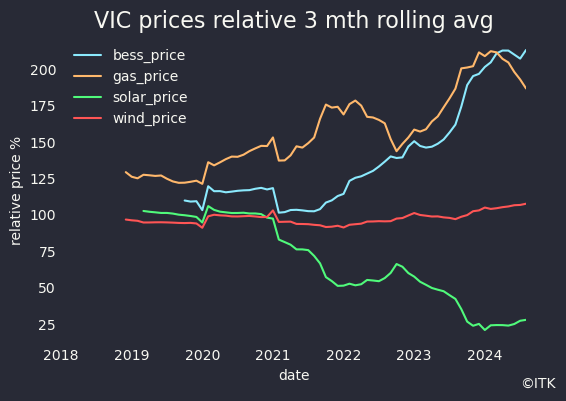 VIC prices relative 3 mth rolling avg
bess_price
gas_price
solar_price
wind_price
relative price %
200
175
150
125
100
75
50
25
2018
2019
2020
2021
2022
2023
2024
date
©ITK